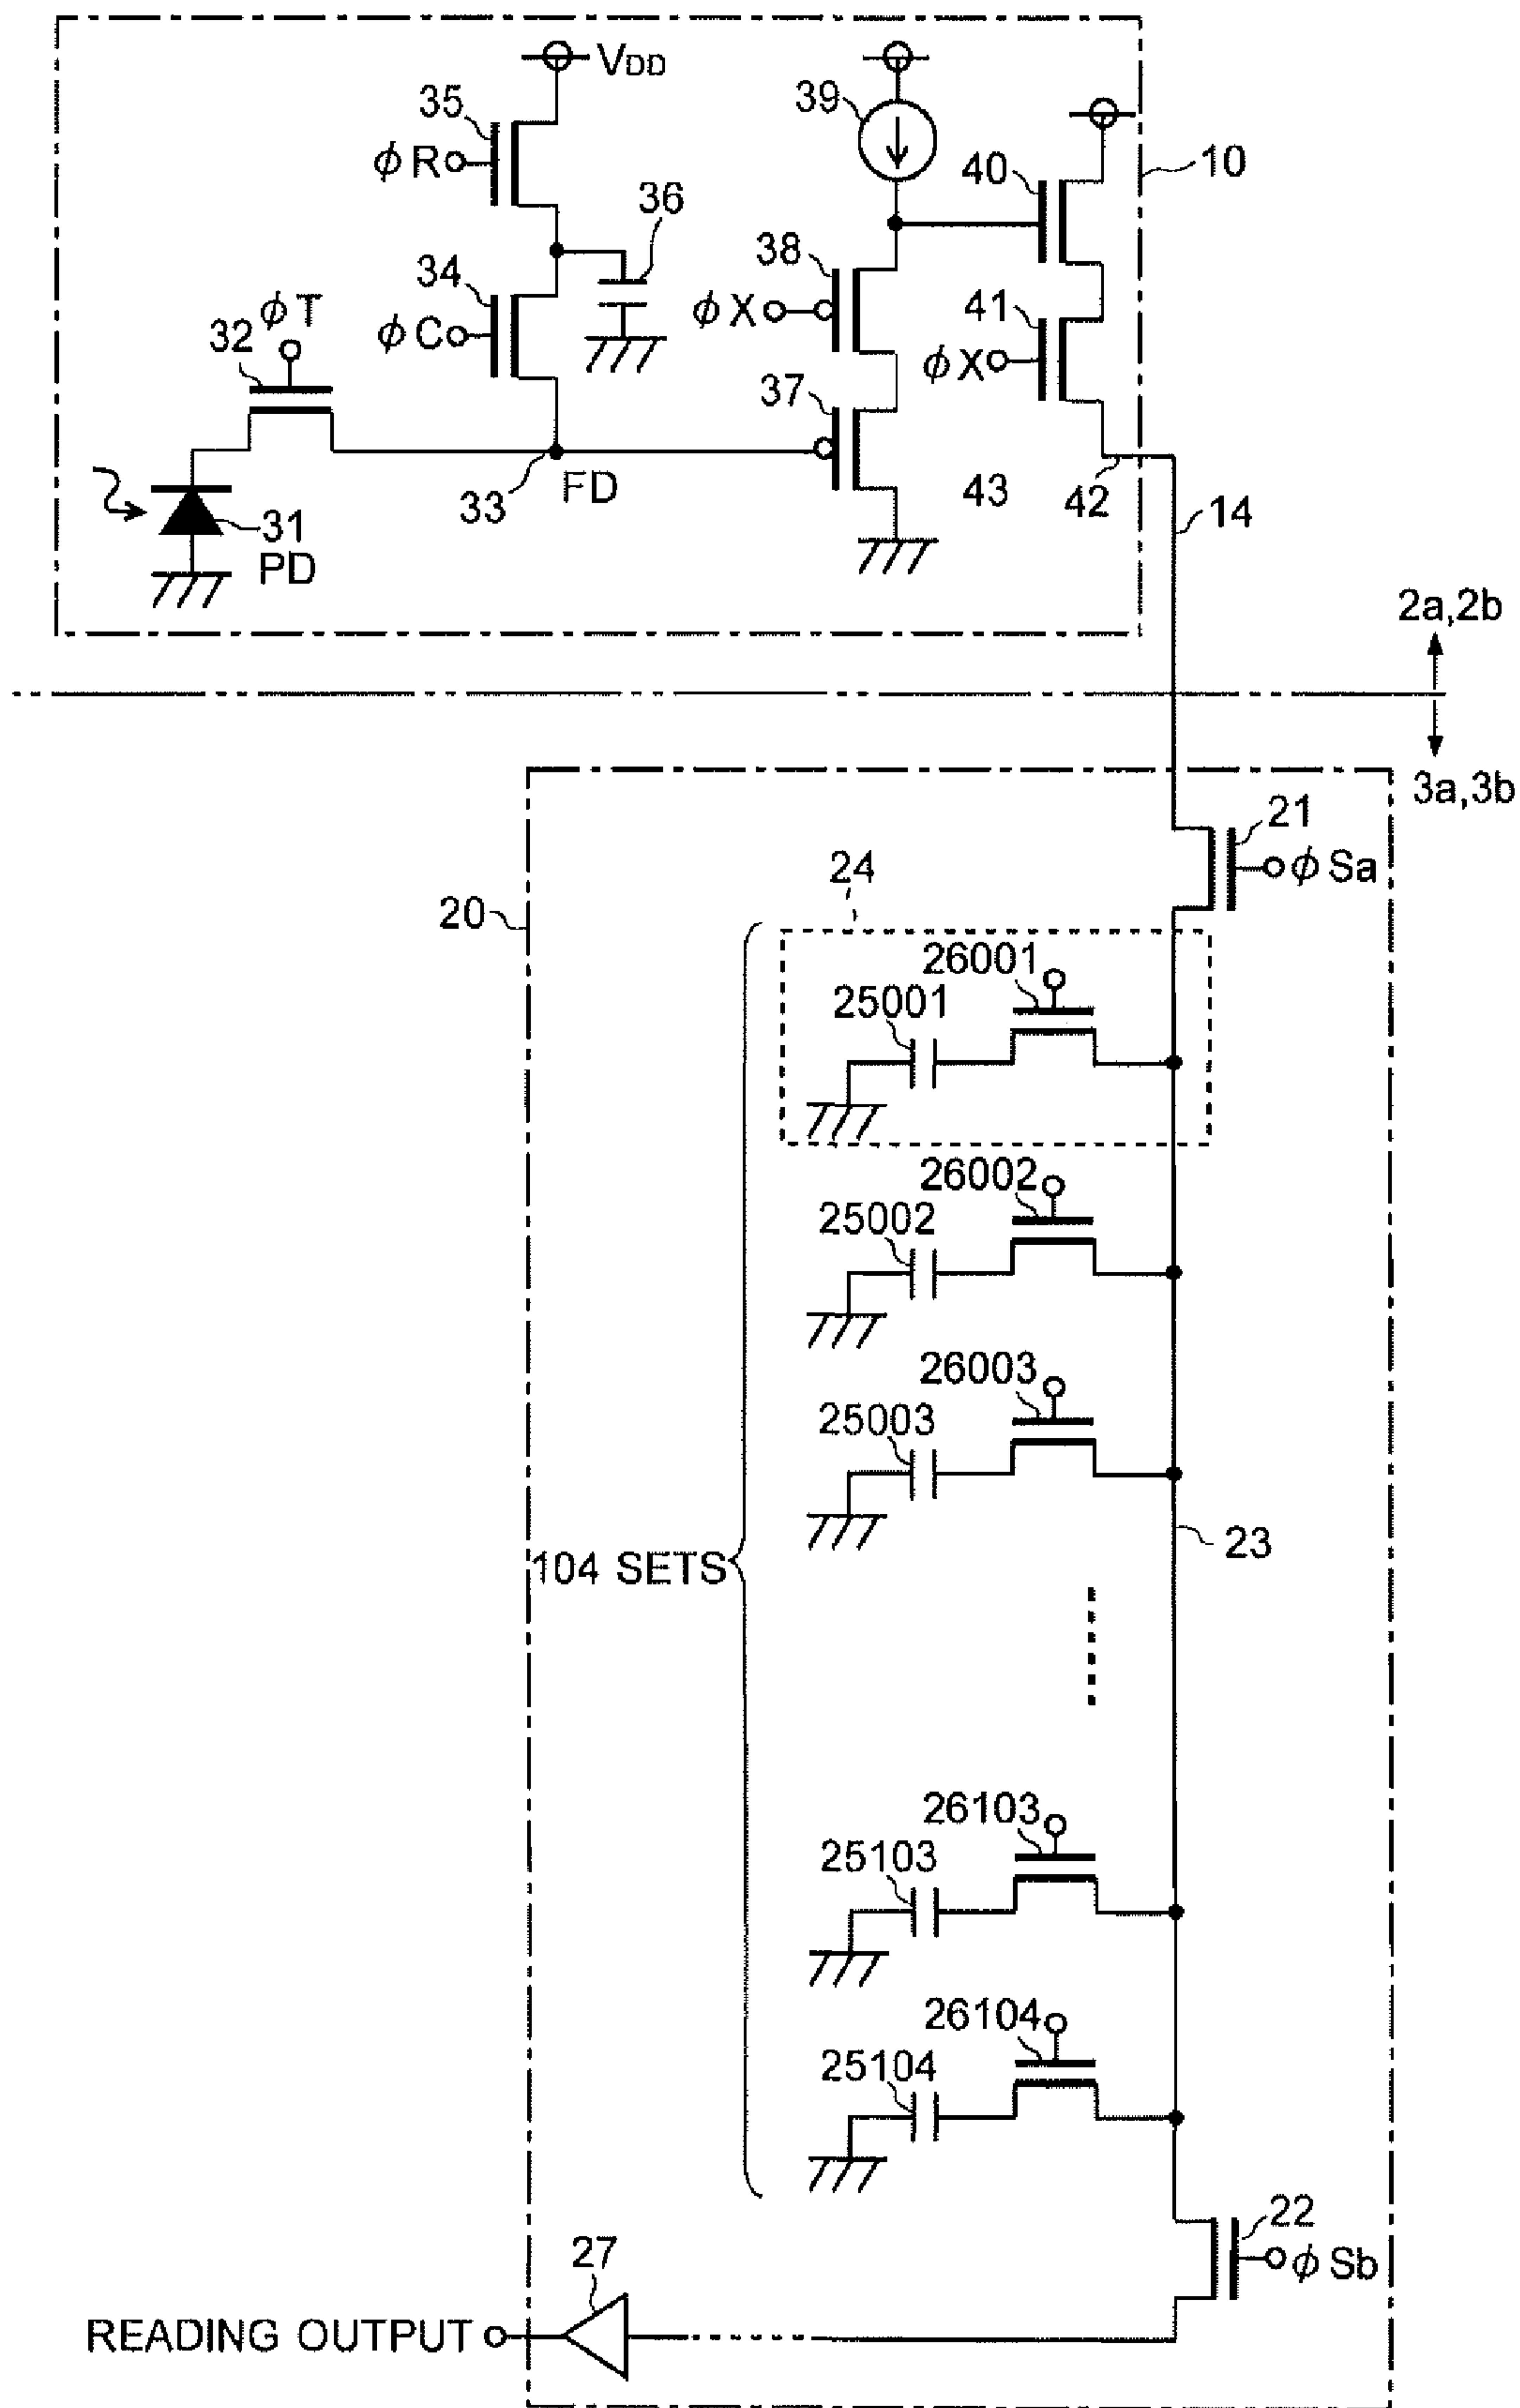 VDD
35
39
φR
40
10
36
38
34
φX
41
φT
φC
32
φX
37
33
FD
43
42
14
31
PD
2a,2b
3a,3b
21
24
φSa
20
26001
25001
26002
25002
26003
25003
23
104 SETS
26103
25103
26104
25104
22
27
φSb
READING OUTPUT